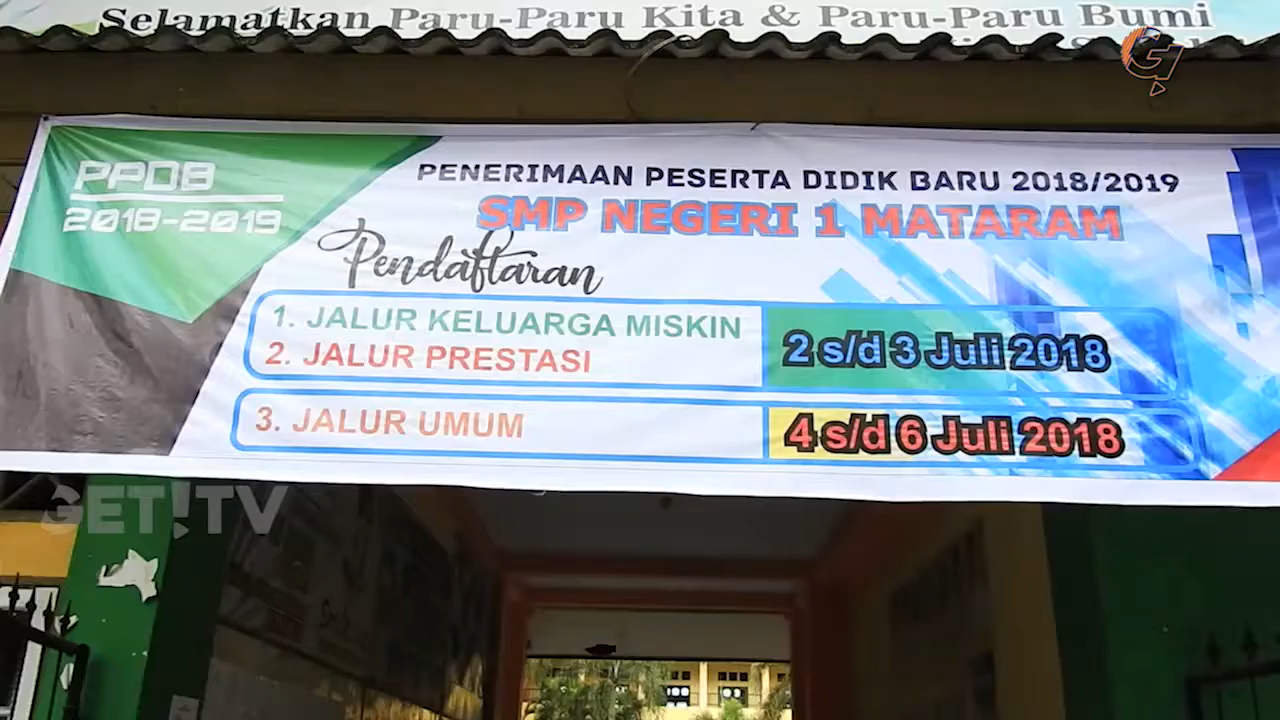 Selamatkan Paru-Paru Kita & Paru-Paru Bumi
PPDB
2018-2019
PENERIMAAN PESERTA DIDIK BARU 2018/2019
SMP NEGERI 1 MATARAM
Pendaftaran
1. JALUR KELUARGA MISKIN
2. JALUR PRESTASI
2 s/d 3 Juli 2018
3. JALUR UMUM
4 s/d 6 Juli 2018
GET!TV